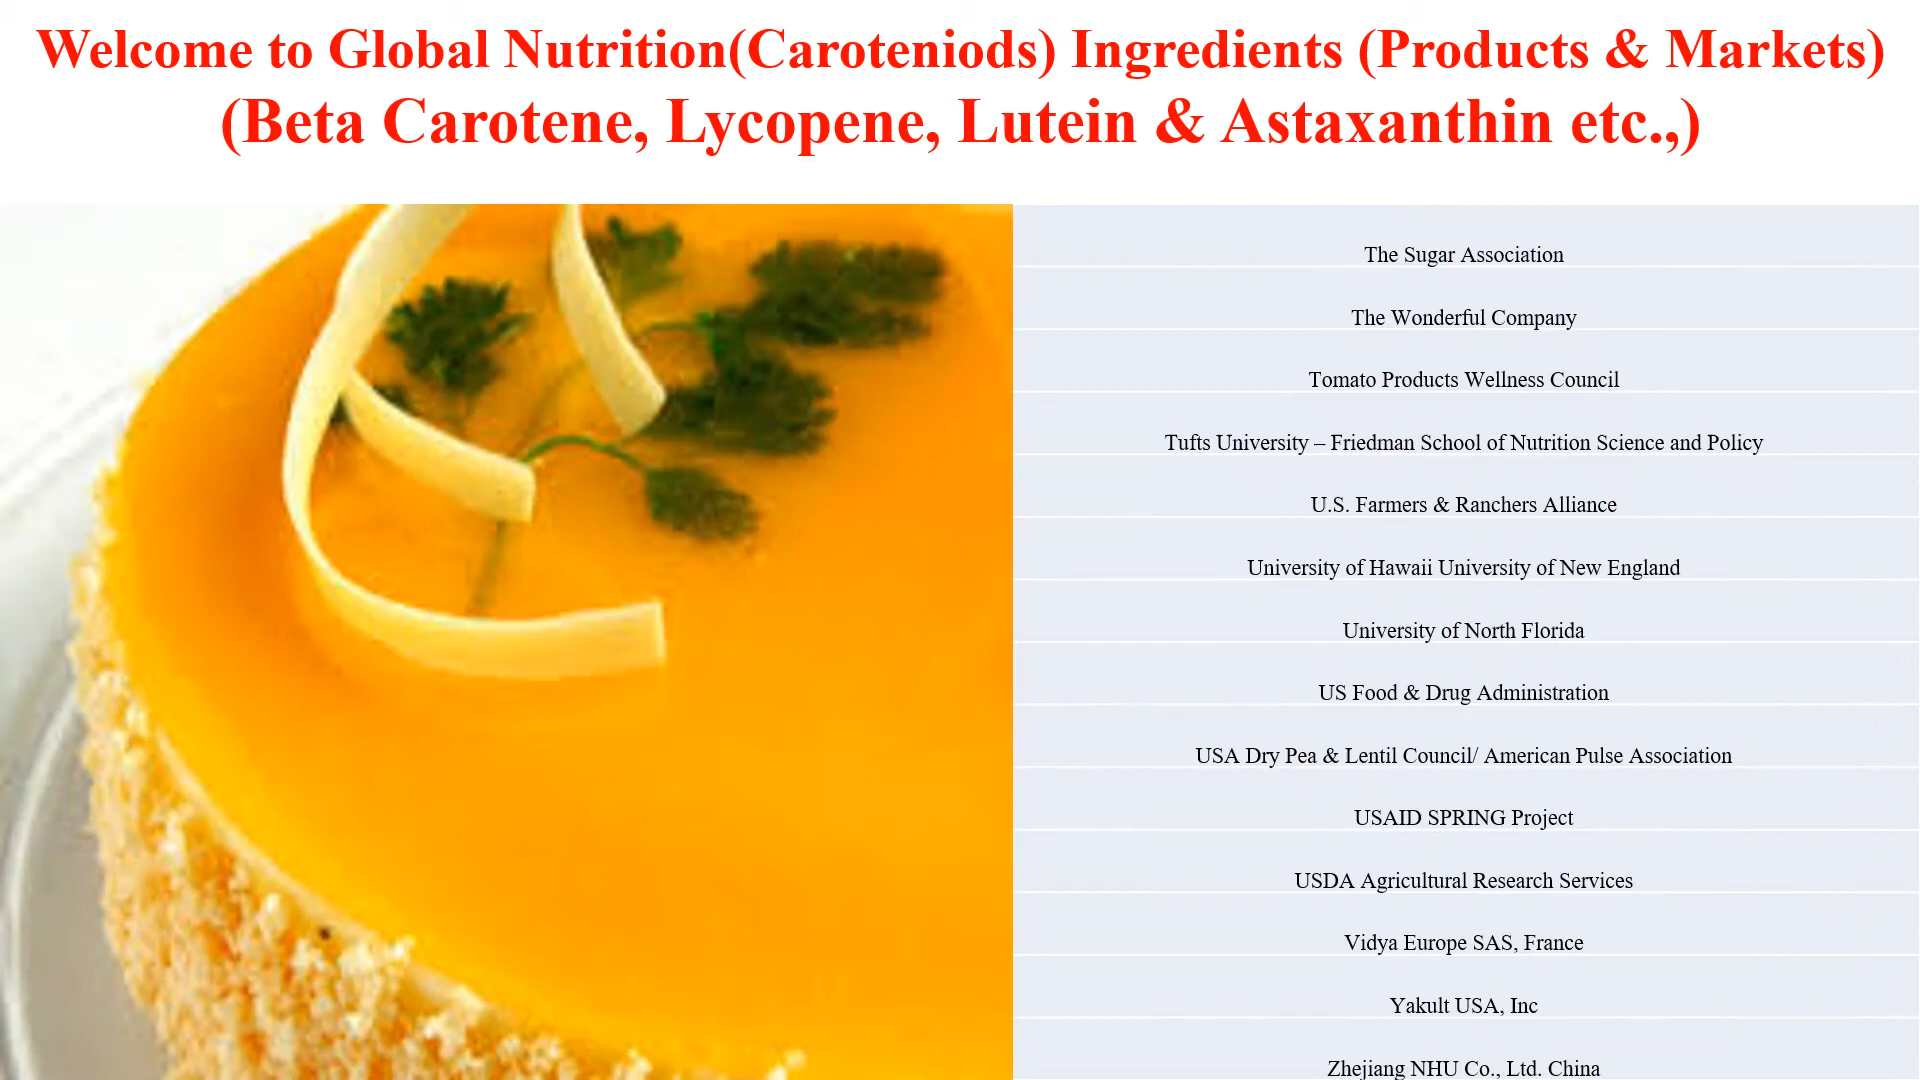 Welcome to Global Nutrition(Caroteniods) Ingredients (Products & Markets)
(Beta Carotene, Lycopene, Lutein & Astaxanthin etc.,)
The Sugar Association
The Wonderful Company
Tomato Products Wellness Council
Tufts University – Friedman School of Nutrition Science and Policy
U.S. Farmers & Ranchers Alliance
University of Hawaii University of New England
University of North Florida
US Food & Drug Administration
USA Dry Pea & Lentil Council/ American Pulse Association
USAID SPRING Project
USDA Agricultural Research Services
Vidya Europe SAS, France
Yakult USA, Inc
Zhejiang NHU Co., Ltd. China